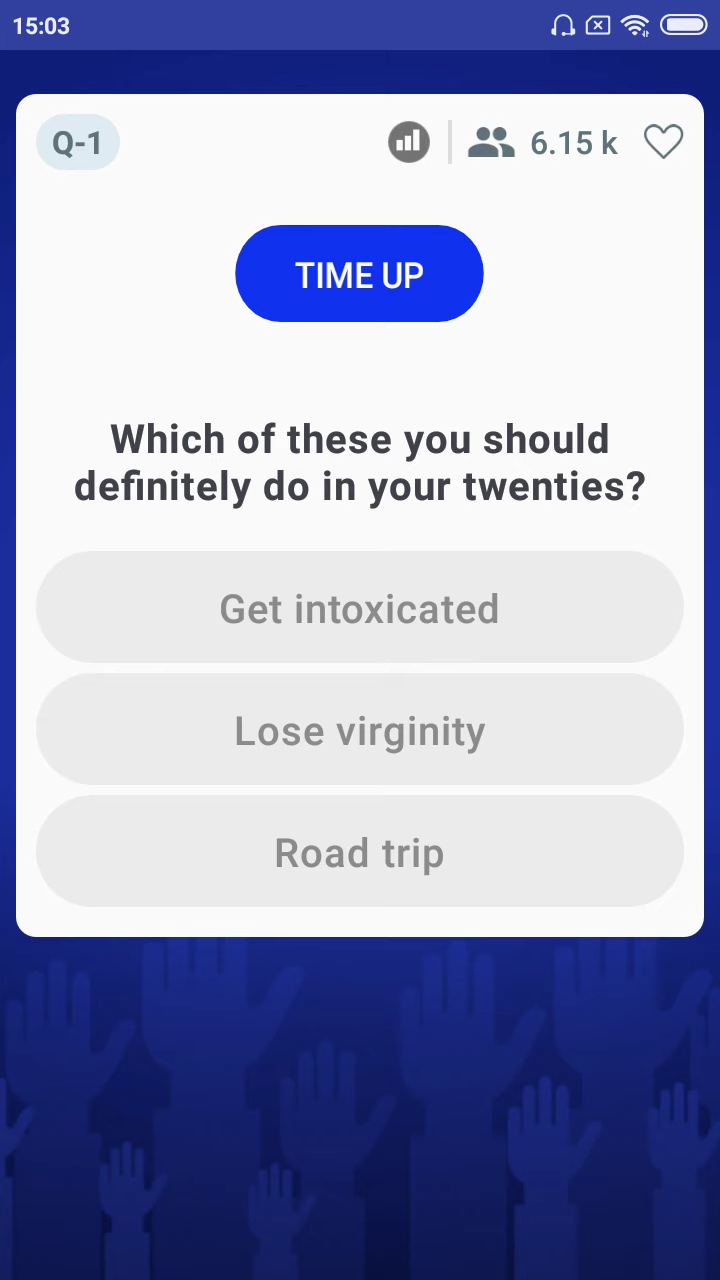 15:03
Q-1
6.15 k
TIME UP
Which of these you should
definitely do in your twenties?
Get intoxicated
Lose virginity
Road trip